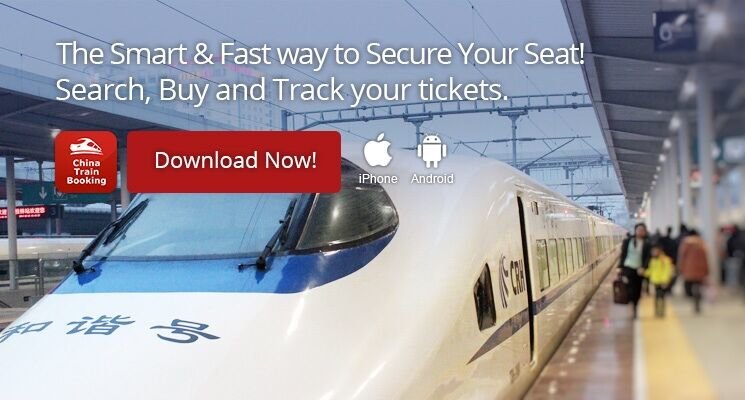 The Smart & Fast way to Secure Your Seat!
Search, Buy and Track your tickets.
China
Train
Booking
Download Now!
iPhone
Android
CRH
和谐号